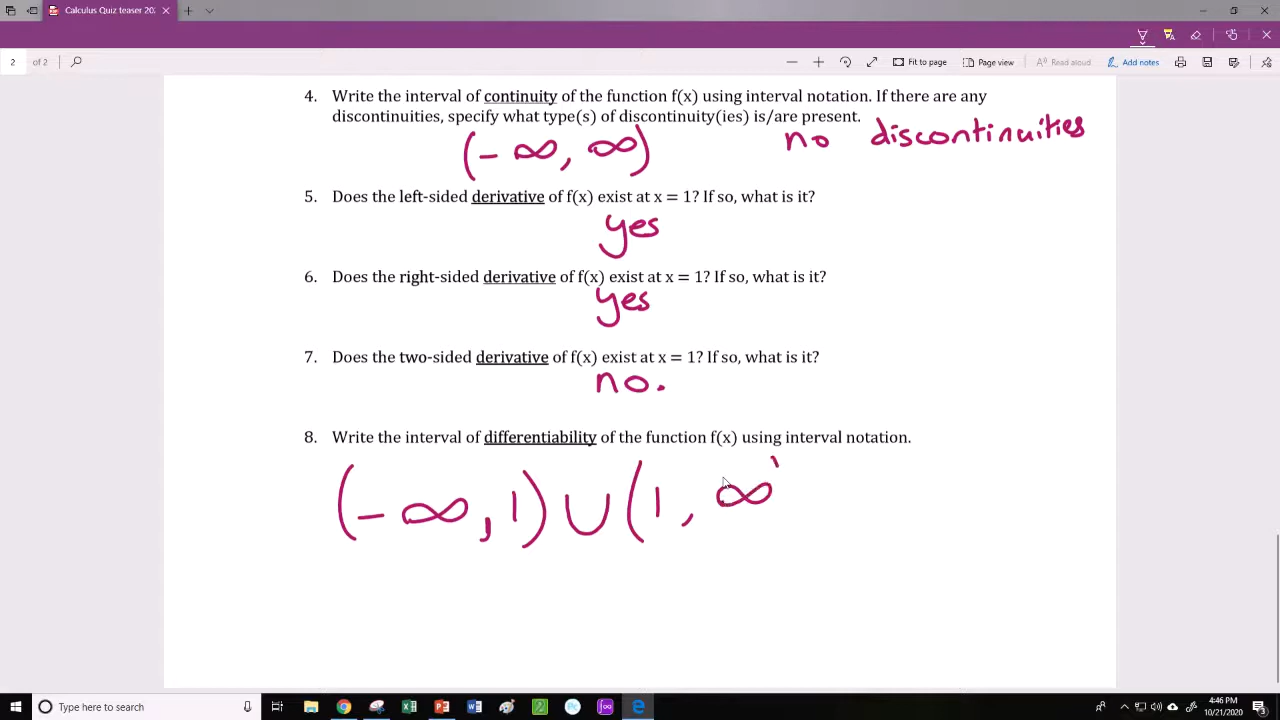 Calculus Quiz teaser 202
2 of 2
Fit to page
Page view
Read aloud
Add notes
4. Write the interval of continuity of the function f(x) using interval notation. If there are any
discontinuities, specify what type(s) of discontinuity(ies) is/are present.
(-∞, ∞) no discontinuities
5. Does the left-sided derivative of f(x) exist at x = 1? If so, what is it?
yes
6. Does the right-sided derivative of f(x) exist at x = 1? If so, what is it?
yes
7. Does the two-sided derivative of f(x) exist at x = 1? If so, what is it?
no.
8. Write the interval of differentiability of the function f(x) using interval notation.
(-∞, 1) ∪ (1, ∞
Type here to search
4:46 PM
10/21/2020